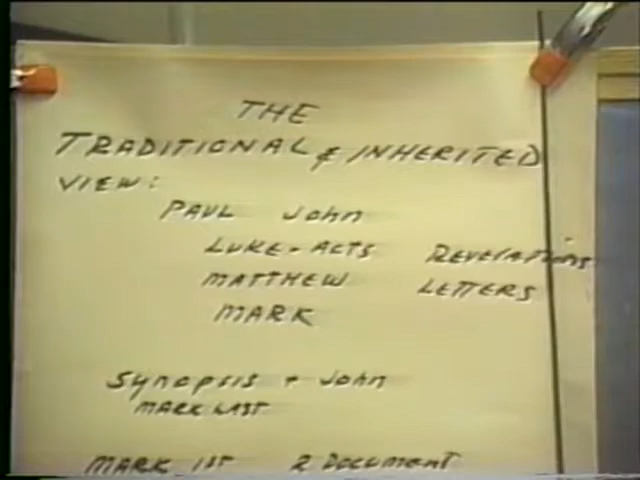 THE
TRADITIONAL & INHERITED
VIEW:
PAUL John
LUKE-ACTS REVELATIONS
MATTHEW LETTERS
MARK
Synopsis + John
MARK LAST
MARK 1ST 2 DOCUMENT